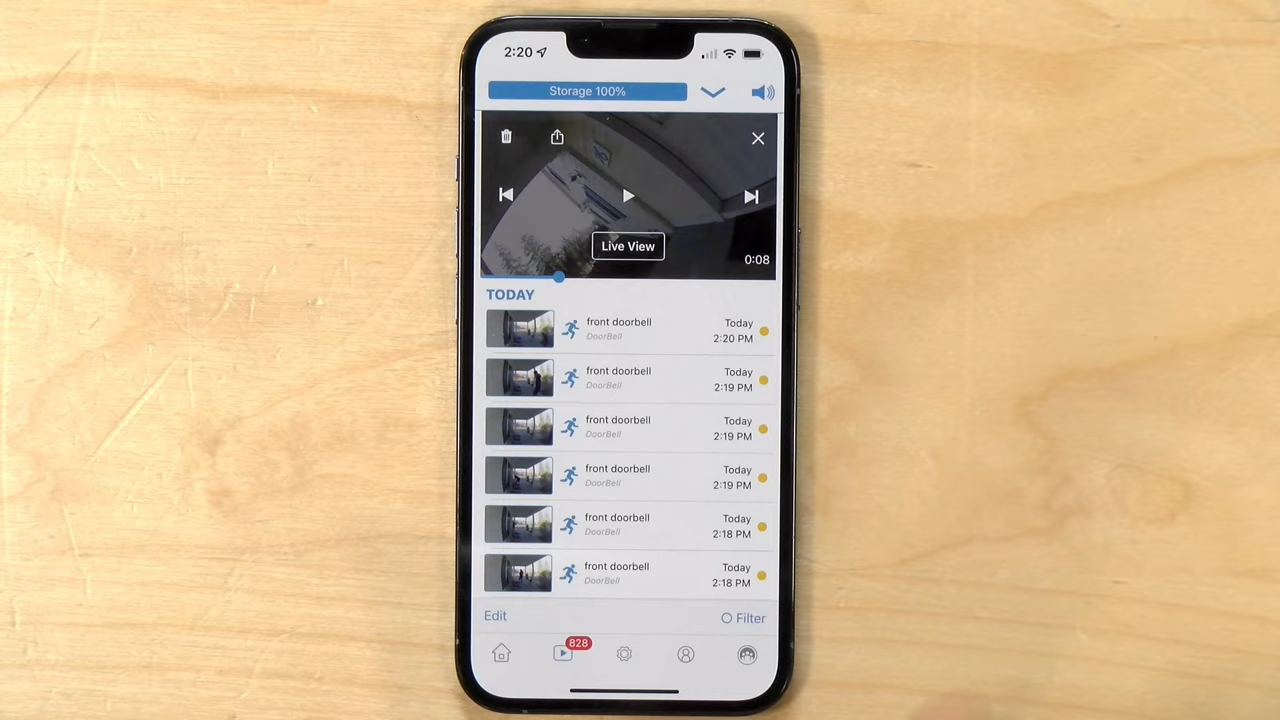 2:20
Storage 100%
Live View
0:08
TODAY
front doorbell
DoorBell
Today
2:20 PM
front doorbell
DoorBell
Today
2:19 PM
front doorbell
DoorBell
Today
2:19 PM
front doorbell
DoorBell
Today
2:19 PM
front doorbell
DoorBell
Today
2:18 PM
front doorbell
DoorBell
Today
2:18 PM
Edit
Filter
828